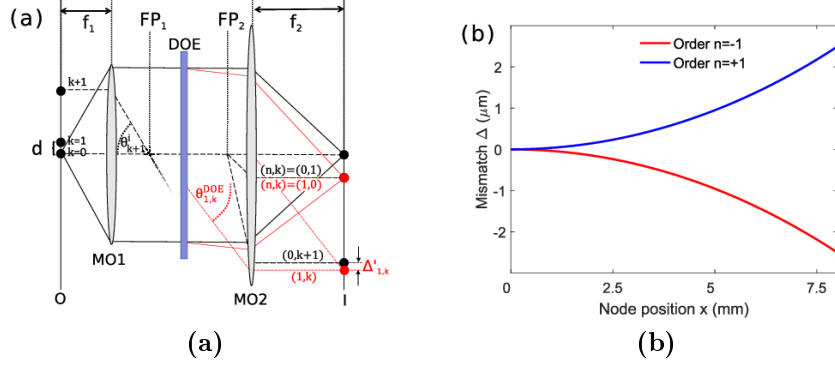 (a)
f₁
FP₁
FP₂
f₂
DOE
k+1
θⁱₖ₊₁
k=1
d
k=0
(n,k)=(0,1)
(n,k)=(1,0)
θᴰᴼᴱ₁,ₖ
(0,k+1)
(1,k)
Δ'₁,ₖ
MO1
MO2
O
I
(a)
(b)
Order n=-1
Order n=+1
Mismatch Δ (μm)
2
1
0
-1
-2
0
2.5
5
7.5
Node position x (mm)
(b)